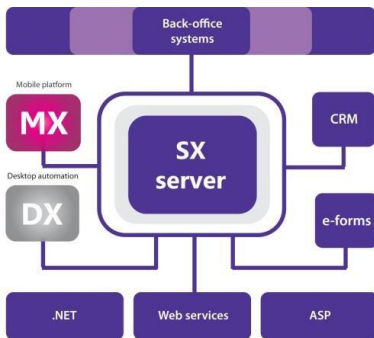 Back-office
systems
Mobile platform
MX
CRM
SX
server
Desktop automation
DX
e-forms
.NET
Web services
ASP